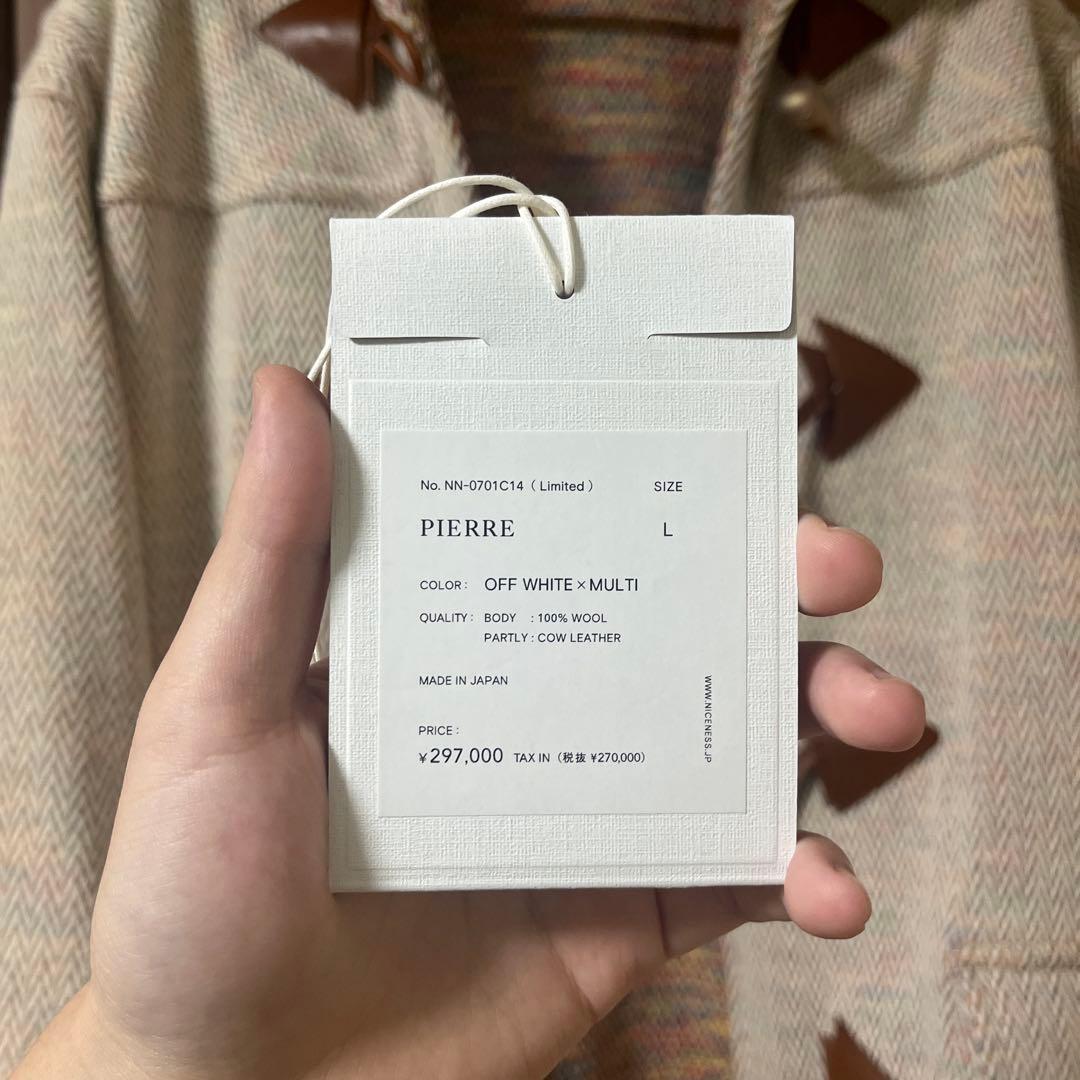 No. NN-0701C14 ( Limited )
SIZE
PIERRE
L
COLOR : OFF WHITE × MULTI
QUALITY : BODY : 100% WOOL
PARTLY : COW LEATHER
MADE IN JAPAN
PRICE :
¥297,000 TAX IN (税抜 ¥270,000)
WWW.NICENESS.JP